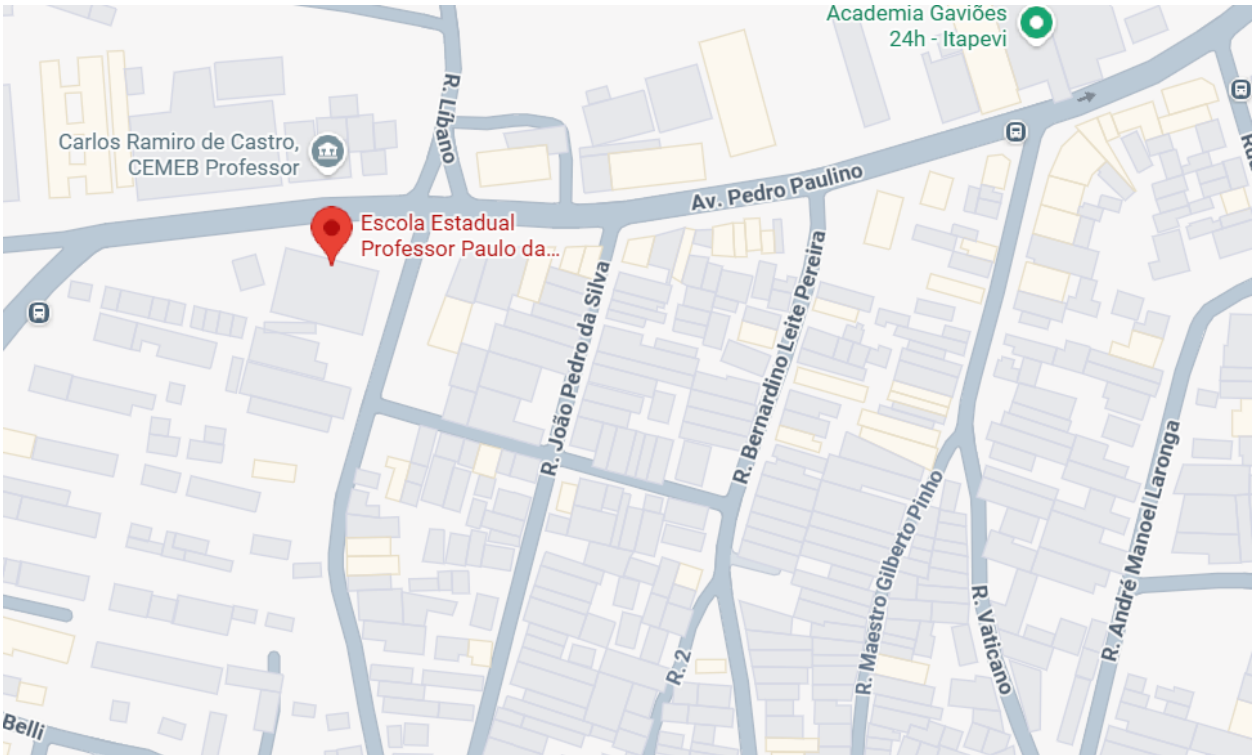 Academia Gaviões
24h - Itapevi
R. Líbano
Carlos Ramiro de Castro,
CEMEB Professor
Av. Pedro Paulino
Escola Estadual
Professor Paulo da...
R. João Pedro da Silva
R. Bernardino Leite Pereira
R. Maestro Gilberto Pinho
R. André Manoel Laronga
R. Vaticano
R. 2
Belli